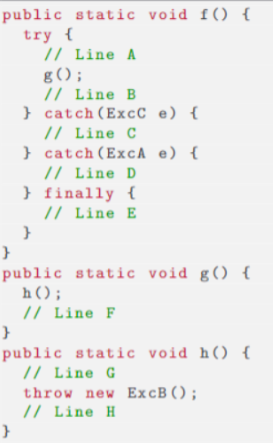 public static void f() {
  try {
    // Line A
    g();
    // Line B
  } catch(ExcC e) {
    // Line C
  } catch(ExcA e) {
    // Line D
  } finally {
    // Line E
  }
}
public static void g() {
  h();
  // Line F
}
public static void h() {
  // Line G
  throw new ExcB();
  // Line H
}